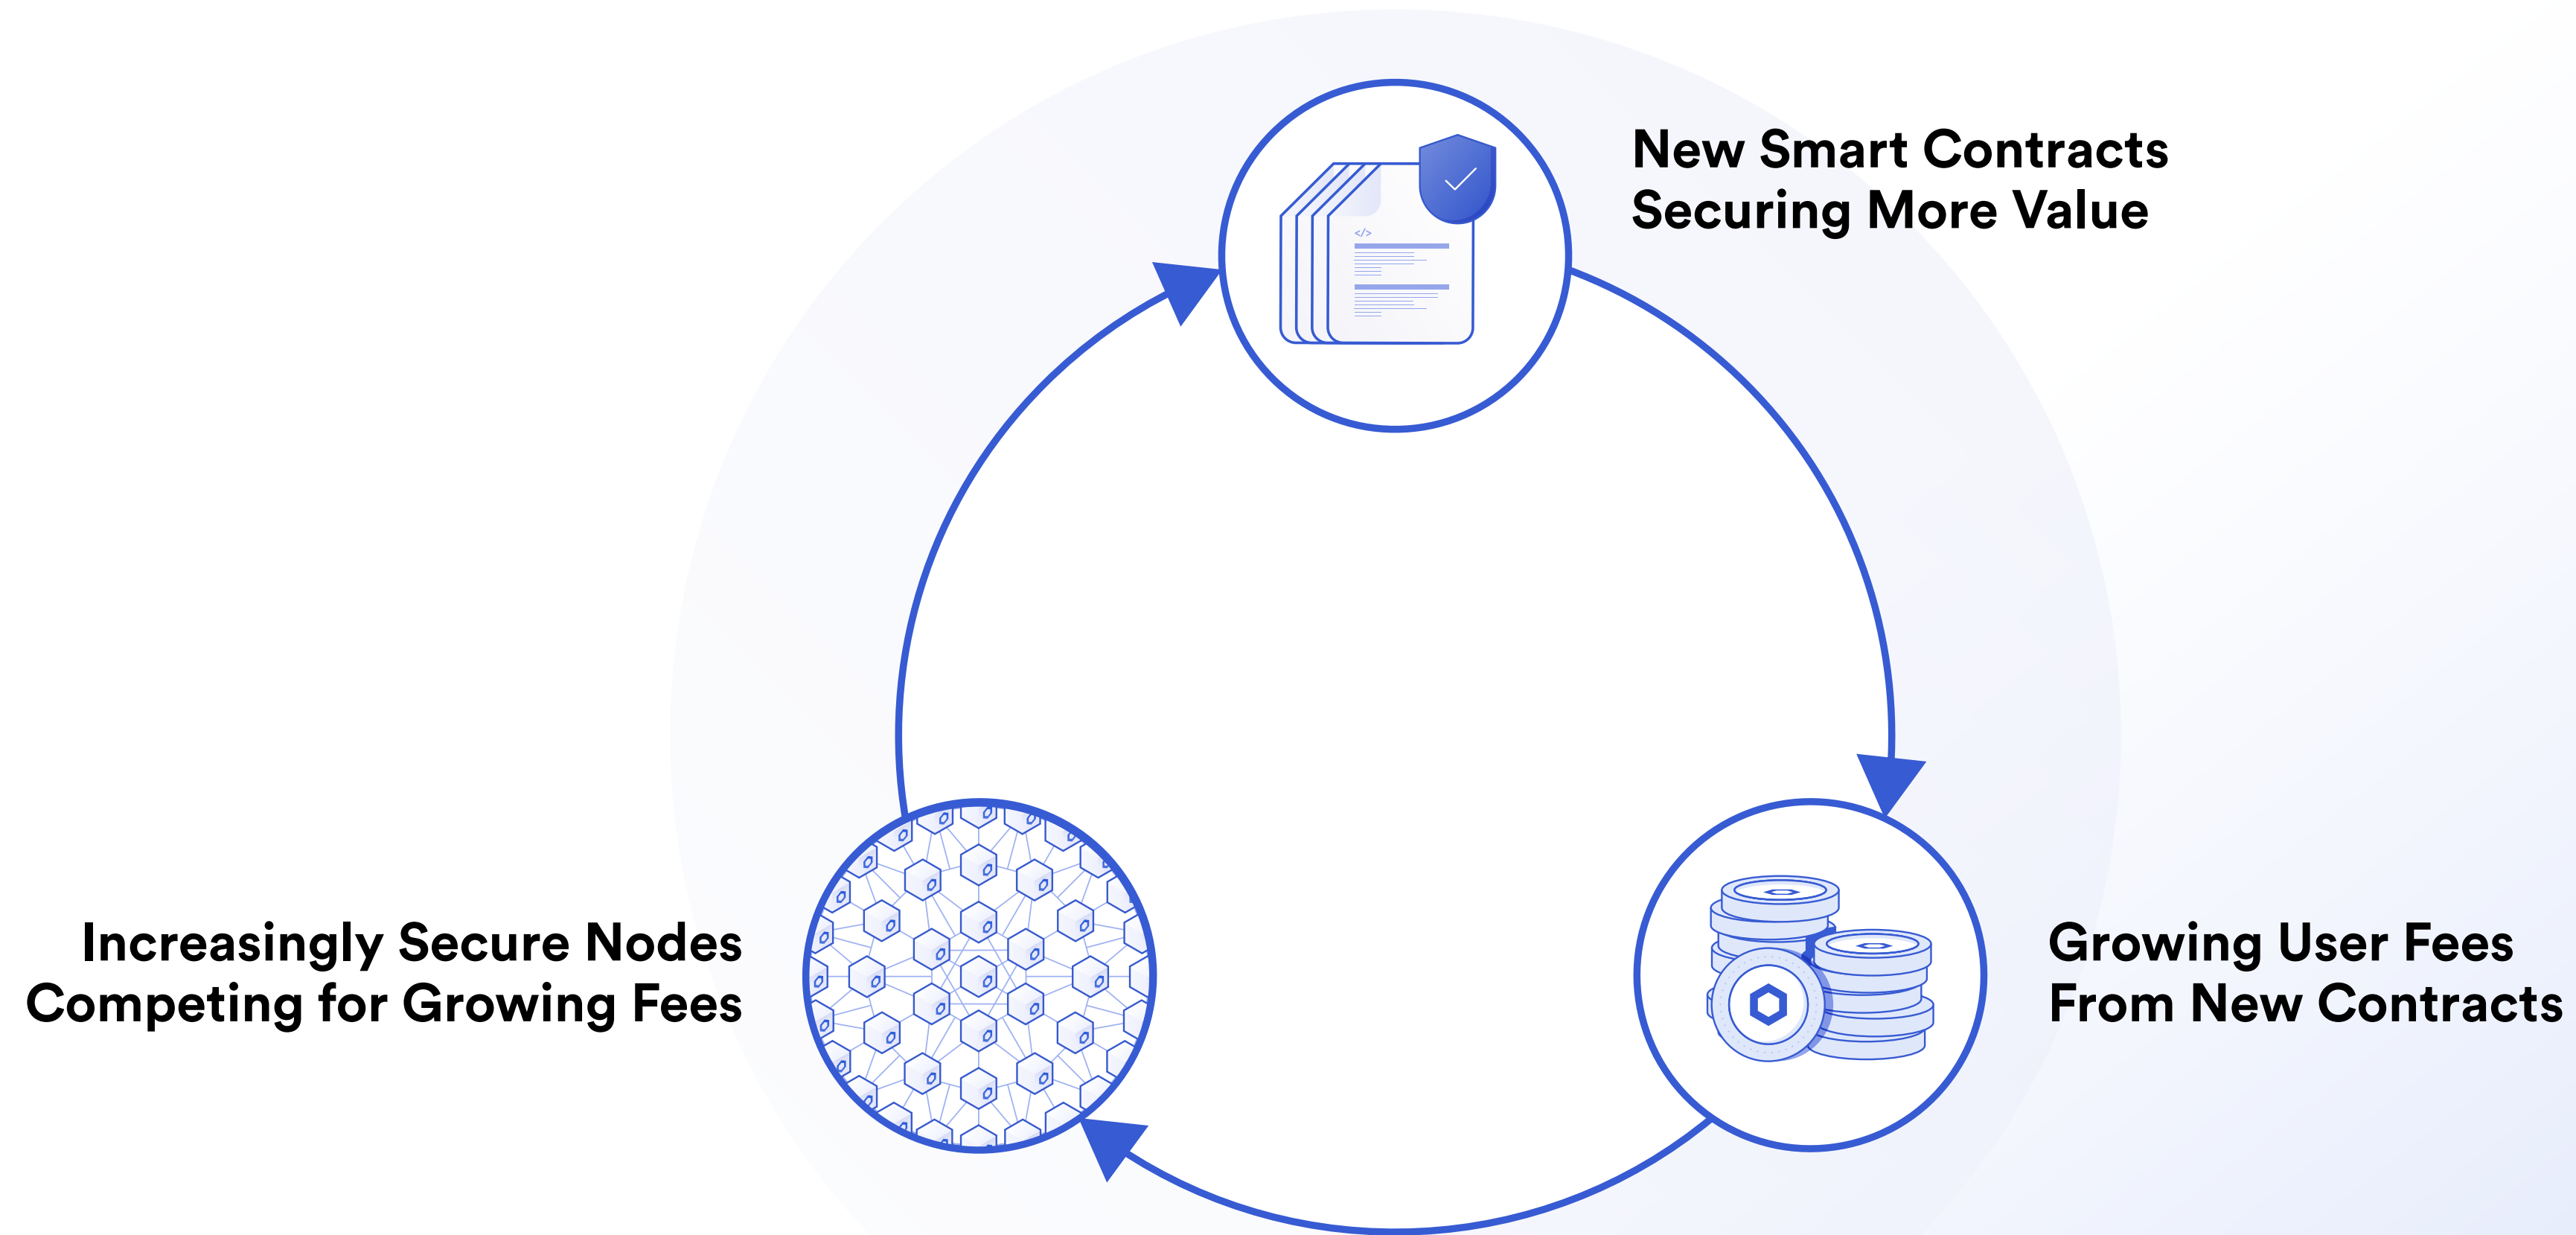 New Smart Contracts
Securing More Value
Increasingly Secure Nodes
Competing for Growing Fees
Growing User Fees
From New Contracts
</>